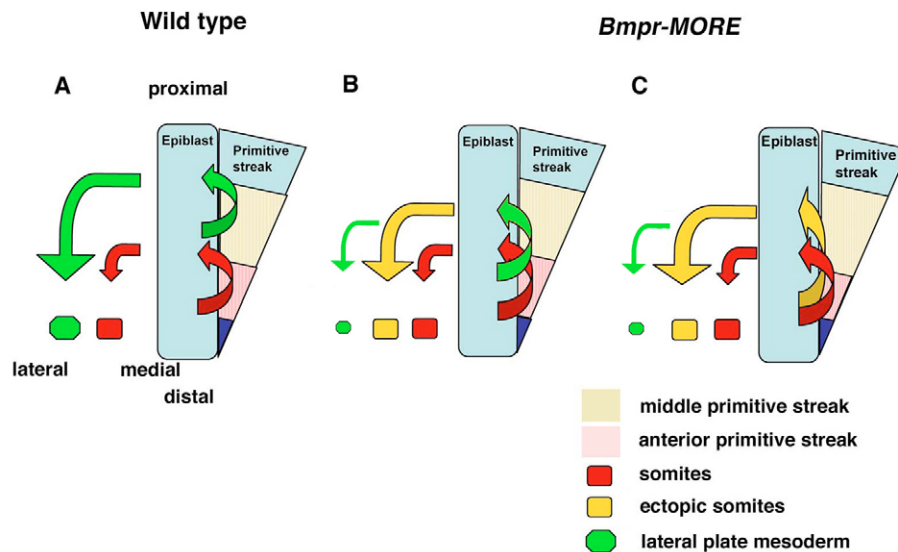 Wild type
Bmpr-MORE
A
B
C
proximal
Epiblast
Primitive
streak
Epiblast
Primitive
streak
Epiblast
Primitive
streak
lateral
medial
distal
middle primitive streak
anterior primitive streak
somites
ectopic somites
lateral plate mesoderm